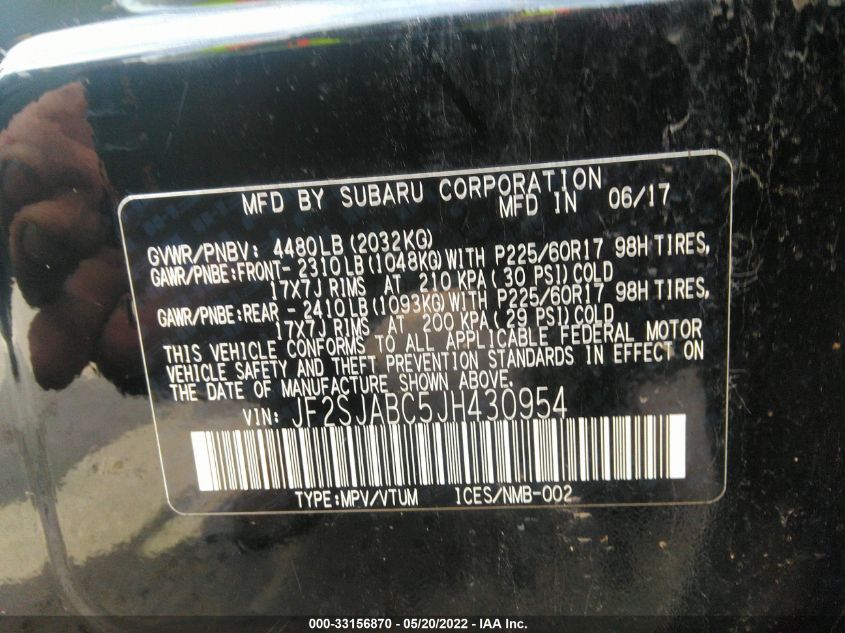 MFD BY SUBARU CORPORATION
MFD IN 06/17
GVWR/PNBV: 4480LB(2032KG)
GAWR/PNBE:FRONT- 2310LB(1048KG)WITH P225/60R17 98H TIRES,
17X7J RIMS AT 210 KPA(30 PSI)COLD
GAWR/PNBE:REAR - 2410LB(1093KG)WITH P225/60R17 98H TIRES,
17X7J RIMS AT 200 KPA(29 PSI)COLD
THIS VEHICLE CONFORMS TO ALL APPLICABLE FEDERAL MOTOR
VEHICLE SAFETY AND THEFT PREVENTION STANDARDS IN EFFECT ON
THE DATE OF MANUFACTURE SHOWN ABOVE.
VIN: JF2SJABC5JH430954
TYPE:MPV/VTUM ICES/NMB-002
000-33156870 - 05/20/2022 - IAA Inc.